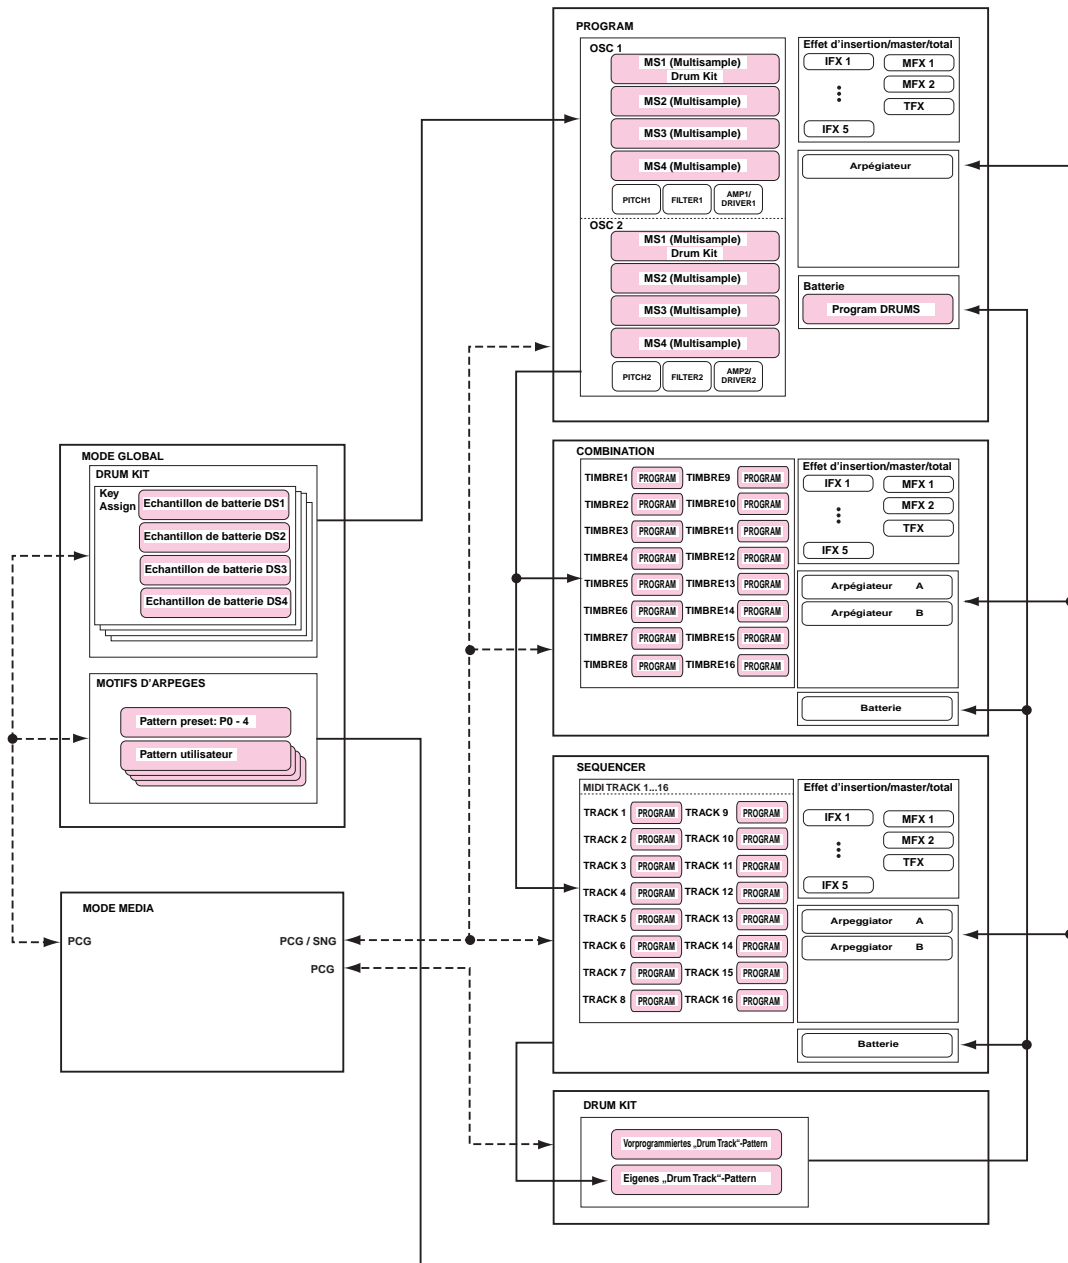 PROGRAM
OSC 1
MS1 (Multisample)
Drum Kit
MS2 (Multisample)
MS3 (Multisample)
MS4 (Multisample)
PITCH1
FILTER1
AMP1/
DRIVER1
OSC 2
MS1 (Multisample)
Drum Kit
MS2 (Multisample)
MS3 (Multisample)
MS4 (Multisample)
PITCH2
FILTER2
AMP2/
DRIVER2
Effet d'insertion/master/total
IFX 1
MFX 1
MFX 2
TFX
IFX 5
Arpégiateur
Batterie
Program DRUMS
MODE GLOBAL
DRUM KIT
Key
Assign
Echantillon de batterie DS1
Echantillon de batterie DS2
Echantillon de batterie DS3
Echantillon de batterie DS4
MOTIFS D'ARPEGES
Pattern preset: P0 - 4
Pattern utilisateur
MODE MEDIA
PCG
PCG / SNG
PCG
COMBINATION
TIMBRE1 PROGRAM TIMBRE9 PROGRAM
TIMBRE2 PROGRAM TIMBRE10 PROGRAM
TIMBRE3 PROGRAM TIMBRE11 PROGRAM
TIMBRE4 PROGRAM TIMBRE12 PROGRAM
TIMBRE5 PROGRAM TIMBRE13 PROGRAM
TIMBRE6 PROGRAM TIMBRE14 PROGRAM
TIMBRE7 PROGRAM TIMBRE15 PROGRAM
TIMBRE8 PROGRAM TIMBRE16 PROGRAM
Effet d'insertion/master/total
IFX 1
MFX 1
MFX 2
TFX
IFX 5
Arpégiateur A
Arpégiateur B
Batterie
SEQUENCER
MIDI TRACK 1...16
TRACK 1 PROGRAM TRACK 9 PROGRAM
TRACK 2 PROGRAM TRACK 10 PROGRAM
TRACK 3 PROGRAM TRACK 11 PROGRAM
TRACK 4 PROGRAM TRACK 12 PROGRAM
TRACK 5 PROGRAM TRACK 13 PROGRAM
TRACK 6 PROGRAM TRACK 14 PROGRAM
TRACK 7 PROGRAM TRACK 15 PROGRAM
TRACK 8 PROGRAM TRACK 16 PROGRAM
Effet d'insertion/master/total
IFX 1
MFX 1
MFX 2
TFX
IFX 5
Arpeggiator A
Arpeggiator B
Batterie
DRUM KIT
Vorprogrammiertes „Drum Track“-Pattern
Eigenes „Drum Track“-Pattern